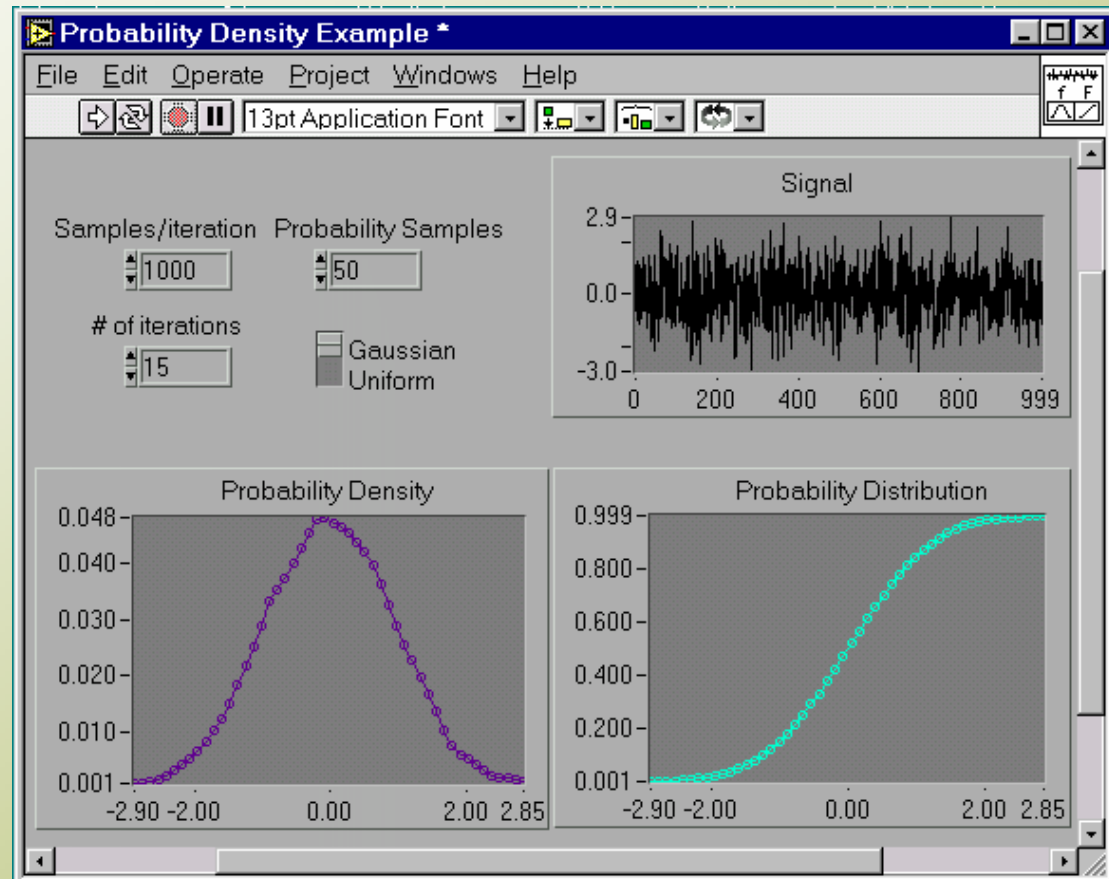 Probability Density Example *
File Edit Operate Project Windows Help
13pt Application Font
f F
Samples/iteration Probability Samples
1000 50
# of iterations
15
Gaussian
Uniform
Signal
2.9
0.0
-3.0
0 200 400 600 800 999
Probability Density
0.048
0.040
0.030
0.020
0.010
0.001
-2.90 -2.00 0.00 2.00 2.85
Probability Distribution
0.999
0.800
0.600
0.400
0.200
0.001
-2.90 -2.00 0.00 2.00 2.85